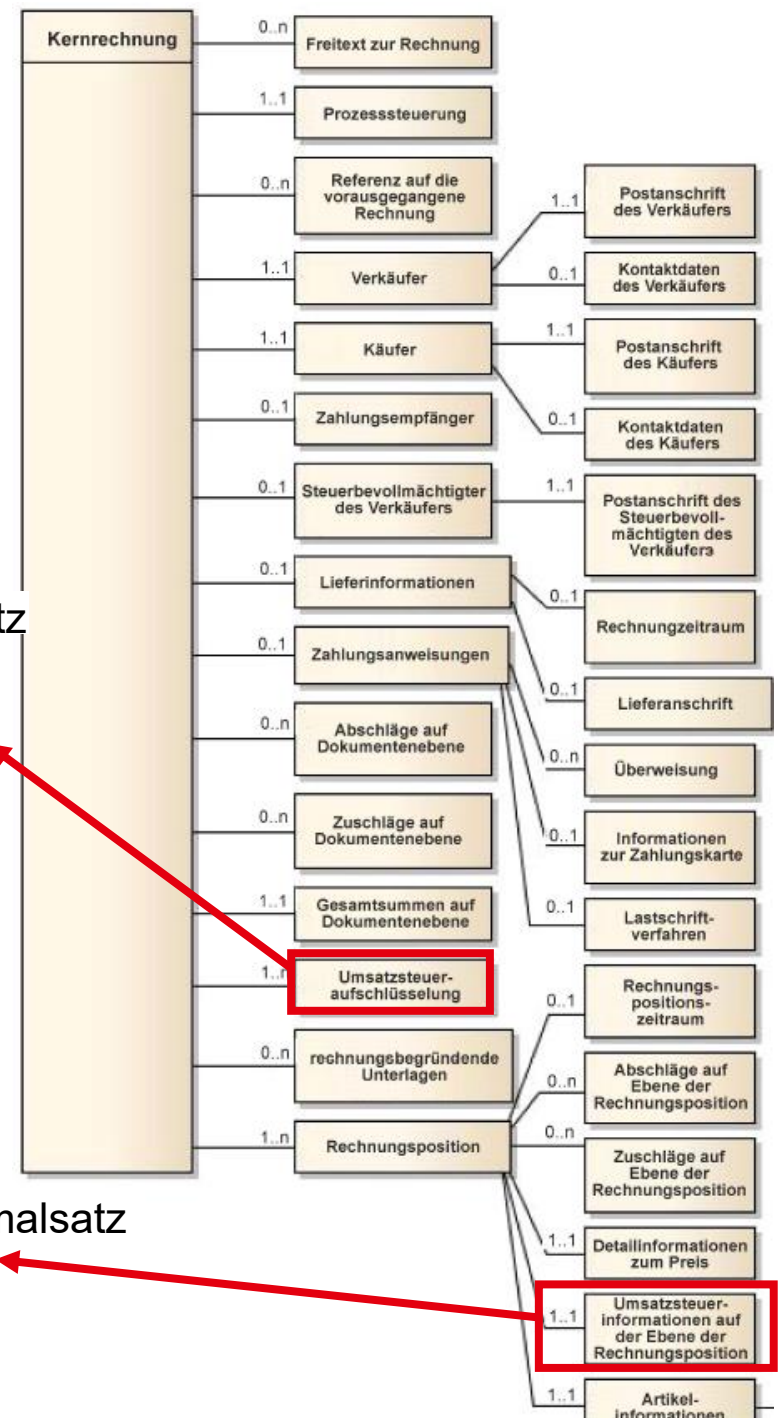 Kernrechnung
0..n
Freitext zur Rechnung
1..1
Prozesssteuerung
0..n
Referenz auf die
vorausgegangene
Rechnung
1..1
Verkäufer
1..1
Postanschrift
des Verkäufers
0..1
Kontaktdaten
des Verkäufers
1..1
Käufer
1..1
Postanschrift
des Käufers
0..1
Kontaktdaten
des Käufers
0..1
Zahlungsempfänger
0..1
Steuerbevollmächtigter
des Verkäufers
1..1
Postanschrift des
Steuerbevoll-
mächtigten des
Verkäufers
0..1
Lieferinformationen
0..1
Rechnungzeitraum
0..1
Lieferanschrift
tz
0..1
Zahlungsanweisungen
0..n
Überweisung
0..1
Informationen
zur Zahlungskarte
0..1
Lastschrift-
verfahren
0..n
Abschläge auf
Dokumentenebene
0..n
Zuschläge auf
Dokumentenebene
1..1
Gesamtsummen auf
Dokumentenebene
1..n
Umsatzsteuer-
aufschlüsselung
0..n
rechnungsbegründende
Unterlagen
1..n
Rechnungsposition
0..1
Rechnungs-
positions-
zeitraum
0..n
Abschläge auf
Ebene der
Rechnungsposition
0..n
Zuschläge auf
Ebene der
Rechnungsposition
1..1
Detailinformationen
zum Preis
malsatz
1..1
Umsatzsteuer-
informationen auf
der Ebene der
Rechnungsposition
1..1
Artikel-
informationen